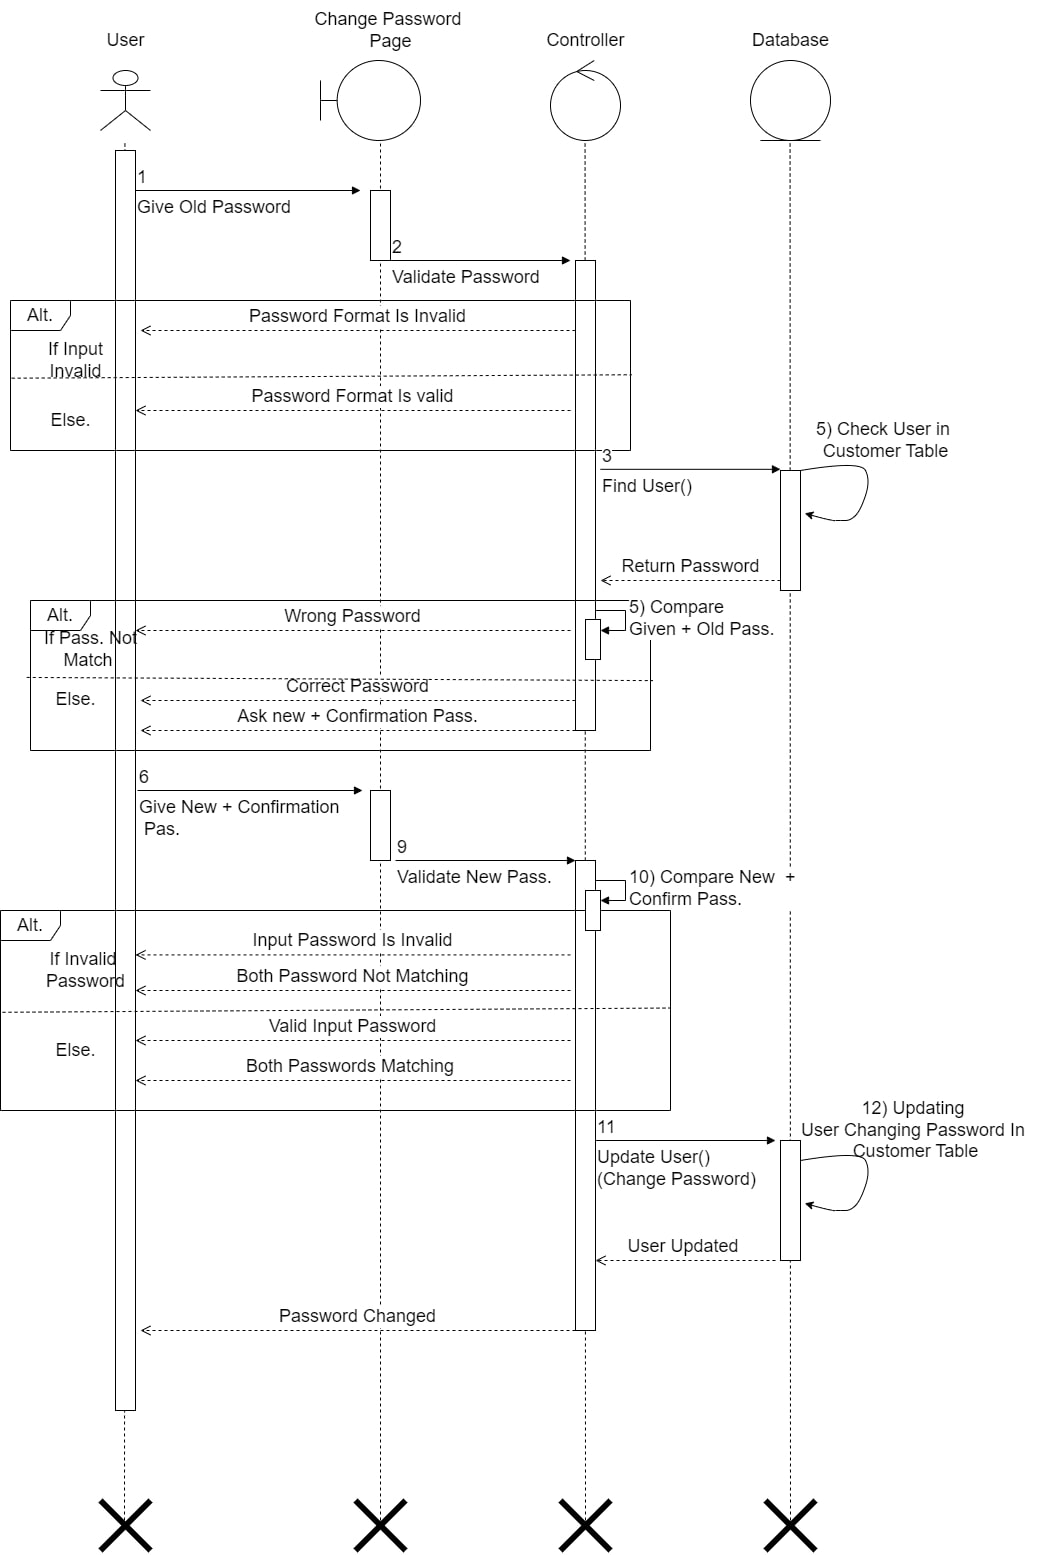 Change Password
Page
User
Controller
Database
1
Give Old Password
2
Validate Password
Alt.
Password Format Is Invalid
If Input
Invalid
Password Format Is valid
Else.
5) Check User in
Customer Table
3
Find User()
Return Password
Alt.
Wrong Password
5) Compare
Given + Old Pass.
If Pass. Not
Match
Correct Password
Else.
Ask new + Confirmation Pass.
6
Give New + Confirmation
Pas.
9
Validate New Pass.
10) Compare New +
Confirm Pass.
Alt.
Input Password Is Invalid
If Invalid
Password
Both Password Not Matching
Valid Input Password
Else.
Both Passwords Matching
12) Updating
User Changing Password In
Customer Table
11
Update User()
(Change Password)
User Updated
Password Changed